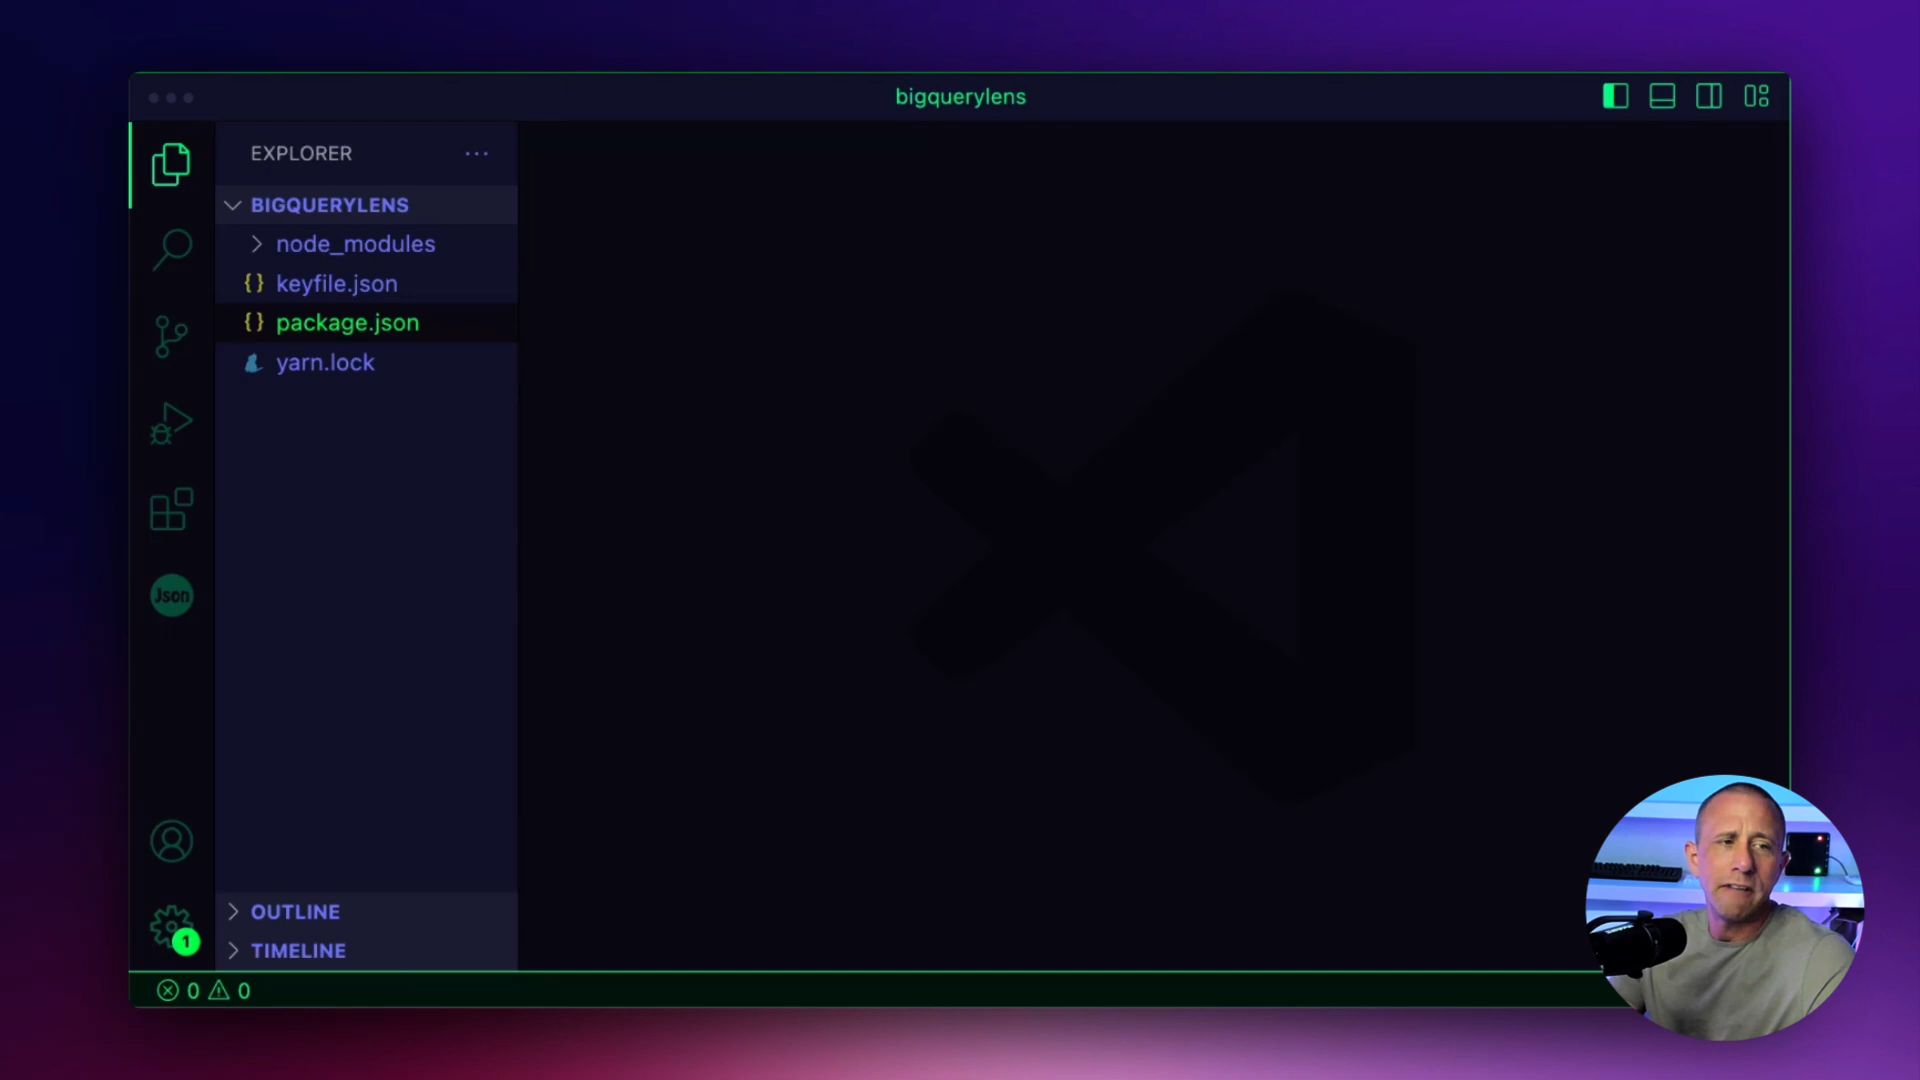 bigquerylens
EXPLORER
BIGQUERYLENS
node_modules
keyfile.json
package.json
yarn.lock
Json
OUTLINE
1
TIMELINE
0 0